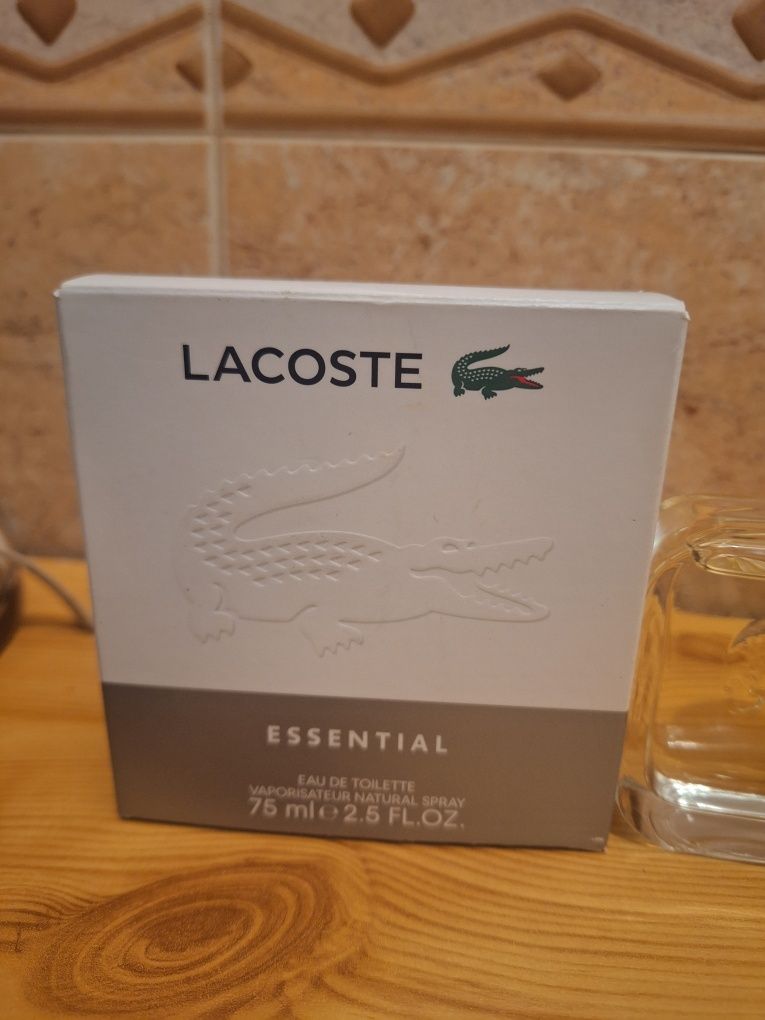 LACOSTE
ESSENTIAL
EAU DE TOILETTE
VAPORISATEUR NATURAL SPRAY
75 ml ℮ 2.5 FL.OZ.